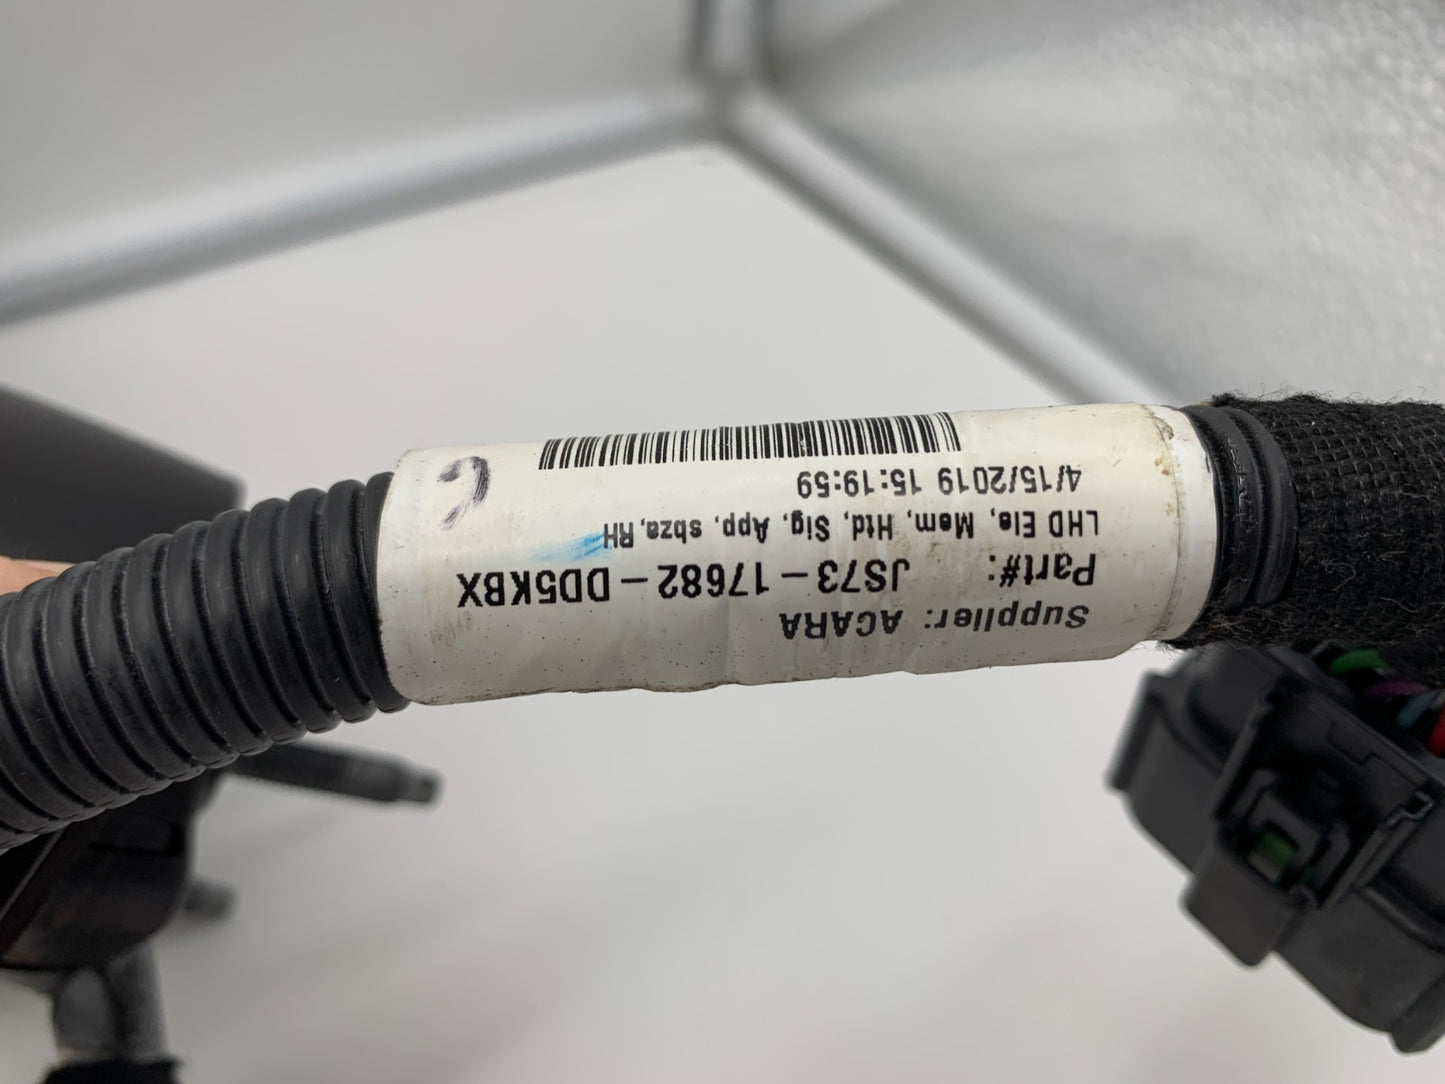 Supplier: ACARA
Part#: JS73-17682-DD5KBX
LHD Ele, Mem, Htd, Sig, App, sbza,RH
4/15/2019 15:19:59